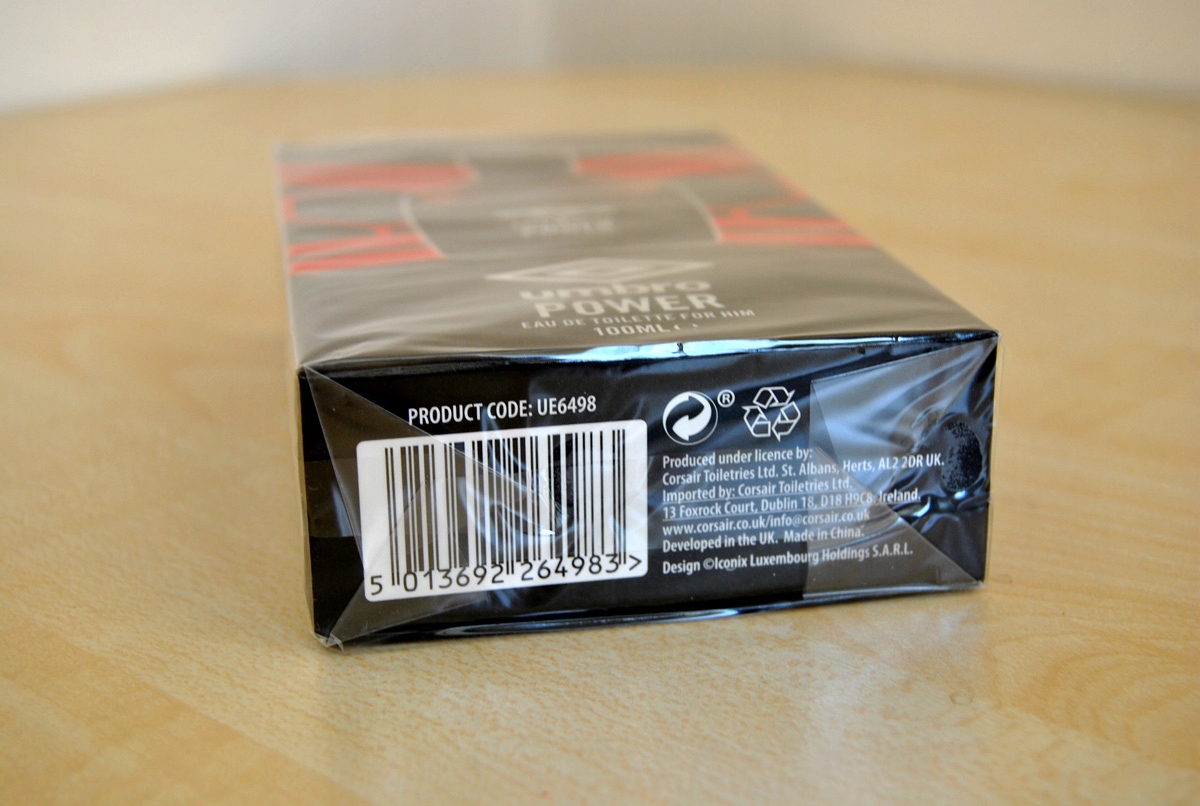 umbro
POWER
EAU DE TOILETTE FOR HIM
100ML e
PRODUCT CODE: UE6498
5 013692 264983 >
®
Produced under licence by:
Corsair Toiletries Ltd. St. Albans, Herts, AL2 2DR UK.
Imported by: Corsair Toiletries Ltd.
13 Foxrock Court, Dublin 18, D18 H9C8, Ireland.
www.corsair.co.uk/info@corsair.co.uk
Developed in the UK. Made in China.
Design ©Iconix Luxembourg Holdings S.A.R.L.